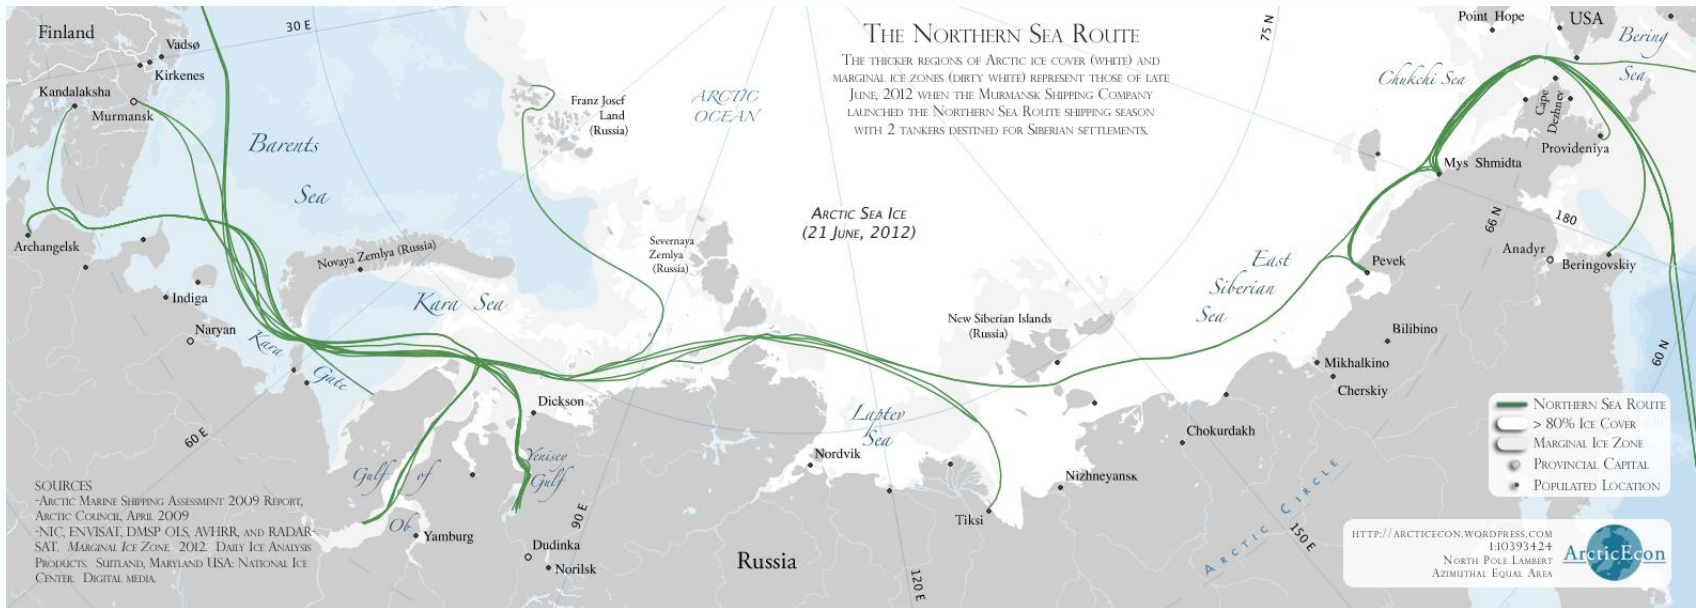 The Northern Sea Route
The thicker regions of Arctic ice cover (white) and
marginal ice zones (dirty white) represent those of late
June, 2012 when the Murmansk Shipping Company
launched the Northern Sea Route shipping season
with 2 tankers destined for Siberian settlements.
Finland
30 E
Vadsø
Kirkenes
Kandalaksha
Murmansk
Barents
Sea
Franz Josef
Land
(Russia)
ARCTIC
OCEAN
75 N
Point Hope
USA
Bering
Sea
Chukchi Sea
Cape
Dezhnev
Provideniya
Mys Shmidta
66 N
180
Anadyr
Beringovskiy
Arctic Sea Ice
(21 June, 2012)
Archangelsk
Novaya Zemlya (Russia)
Severnaya
Zemlya
(Russia)
Kara Sea
Indiga
Naryan
Kara
Gate
East
Siberian
Sea
Pevek
New Siberian Islands
(Russia)
Bilibino
Mikhalkino
Cherskiy
60 N
Dickson
Laptev
Sea
Chokurdakh
60 E
Gulf of
Ob
Yenisey
Gulf
Nordvik
Nizhneyansk
Tiksi
Yamburg
90 E
Dudinka
Norilsk
Russia
120 E
Arctic Circle
150 E
Northern Sea Route
> 80% Ice Cover
Marginal Ice Zone
Provincial Capital
Populated Location
SOURCES
-Arctic Marine Shipping Assessment 2009 Report,
Arctic Council, April 2009
-NIC, ENVISAT, DMSP OLS, AVHRR, and RADAR-
SAT. Marginal Ice Zone. 2012. Daily Ice Analysis
Products. Suitland, Maryland USA: National Ice
Center. Digital media.
http://arcticecon.wordpress.com
1:10393424
North Pole Lambert
Azimuthal Equal Area
ArcticEcon